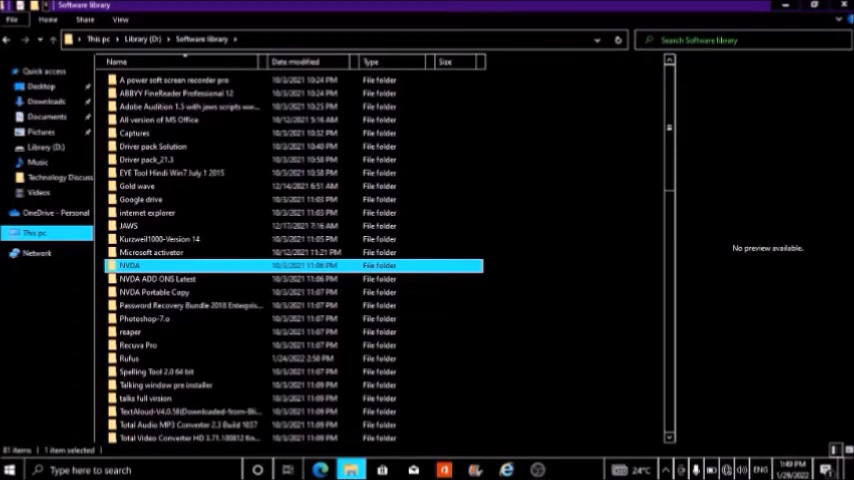 Software library
File Home Share View
This pc Library (D:) Software library
Search Software library
Name Date modified Type Size
Quick access
Desktop
Downloads
Documents
Pictures
Library (D:)
Music
Technology Discuss
Videos
OneDrive - Personal
This pc
Network
A power soft screen recorder pro 10/3/2021 10:24 PM File folder
ABBYY FineReader Professional 12 10/3/2021 10:24 PM File folder
Adobe Audition 1.5 with jaws scripts ww... 10/3/2021 10:25 PM File folder
All version of MS Office 10/12/2021 5:16 AM File folder
Captures 10/3/2021 10:32 PM File folder
Driver pack Solution 10/3/2021 10:40 PM File folder
Driver pack_21.3 10/3/2021 10:58 PM File folder
EYE Tool Hindi Win7 July 1 2015 10/3/2021 10:58 PM File folder
Gold wave 12/14/2021 6:51 AM File folder
Google drive 10/3/2021 11:03 PM File folder
internet explorer 10/3/2021 11:03 PM File folder
JAWS 12/17/2021 7:16 AM File folder
Kurzweil1000-Version 14 10/3/2021 11:05 PM File folder
Microsoft activator 10/12/2021 11:21 PM File folder
NVDA 10/3/2021 11:06 PM File folder
NVDA ADD ONS Latest 10/3/2021 11:06 PM File folder
NVDA Portable Copy 10/3/2021 11:06 PM File folder
Password Recovery Bundle 2018 Enterpris... 10/3/2021 11:07 PM File folder
Photoshop-7.o 10/3/2021 11:07 PM File folder
reaper 10/3/2021 11:07 PM File folder
Recuva Pro 10/3/2021 11:07 PM File folder
Rufus 1/24/2022 2:50 PM File folder
Spelling Tool 2.0 64 bit 10/3/2021 11:07 PM File folder
Talking window pre installer 10/3/2021 11:09 PM File folder
talks full version 10/3/2021 11:09 PM File folder
TextAloud-V4.0.58(Downloaded-from-Bli... 10/3/2021 11:09 PM File folder
Total Audio MP3 Converter 2.3 Build 1037 10/3/2021 11:09 PM File folder
Total Video Converter HD 3.71.100812 Kn... 10/3/2021 11:09 PM File folder
No preview available.
81 items 1 item selected
Type here to search
24°C
ENG
1:49 PM
1/29/2022